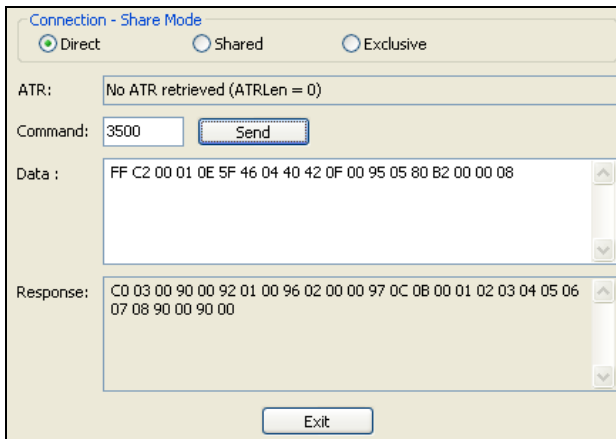 Connection - Share Mode
Direct Shared Exclusive
ATR: No ATR retrieved (ATRLen = 0)
Command: 3500 Send
Data : FF C2 00 01 0E 5F 46 04 40 42 0F 00 95 05 80 B2 00 00 08
Response: C0 03 00 90 00 92 01 00 96 02 00 00 97 0C 0B 00 01 02 03 04 05 06
07 08 90 00 90 00
Exit